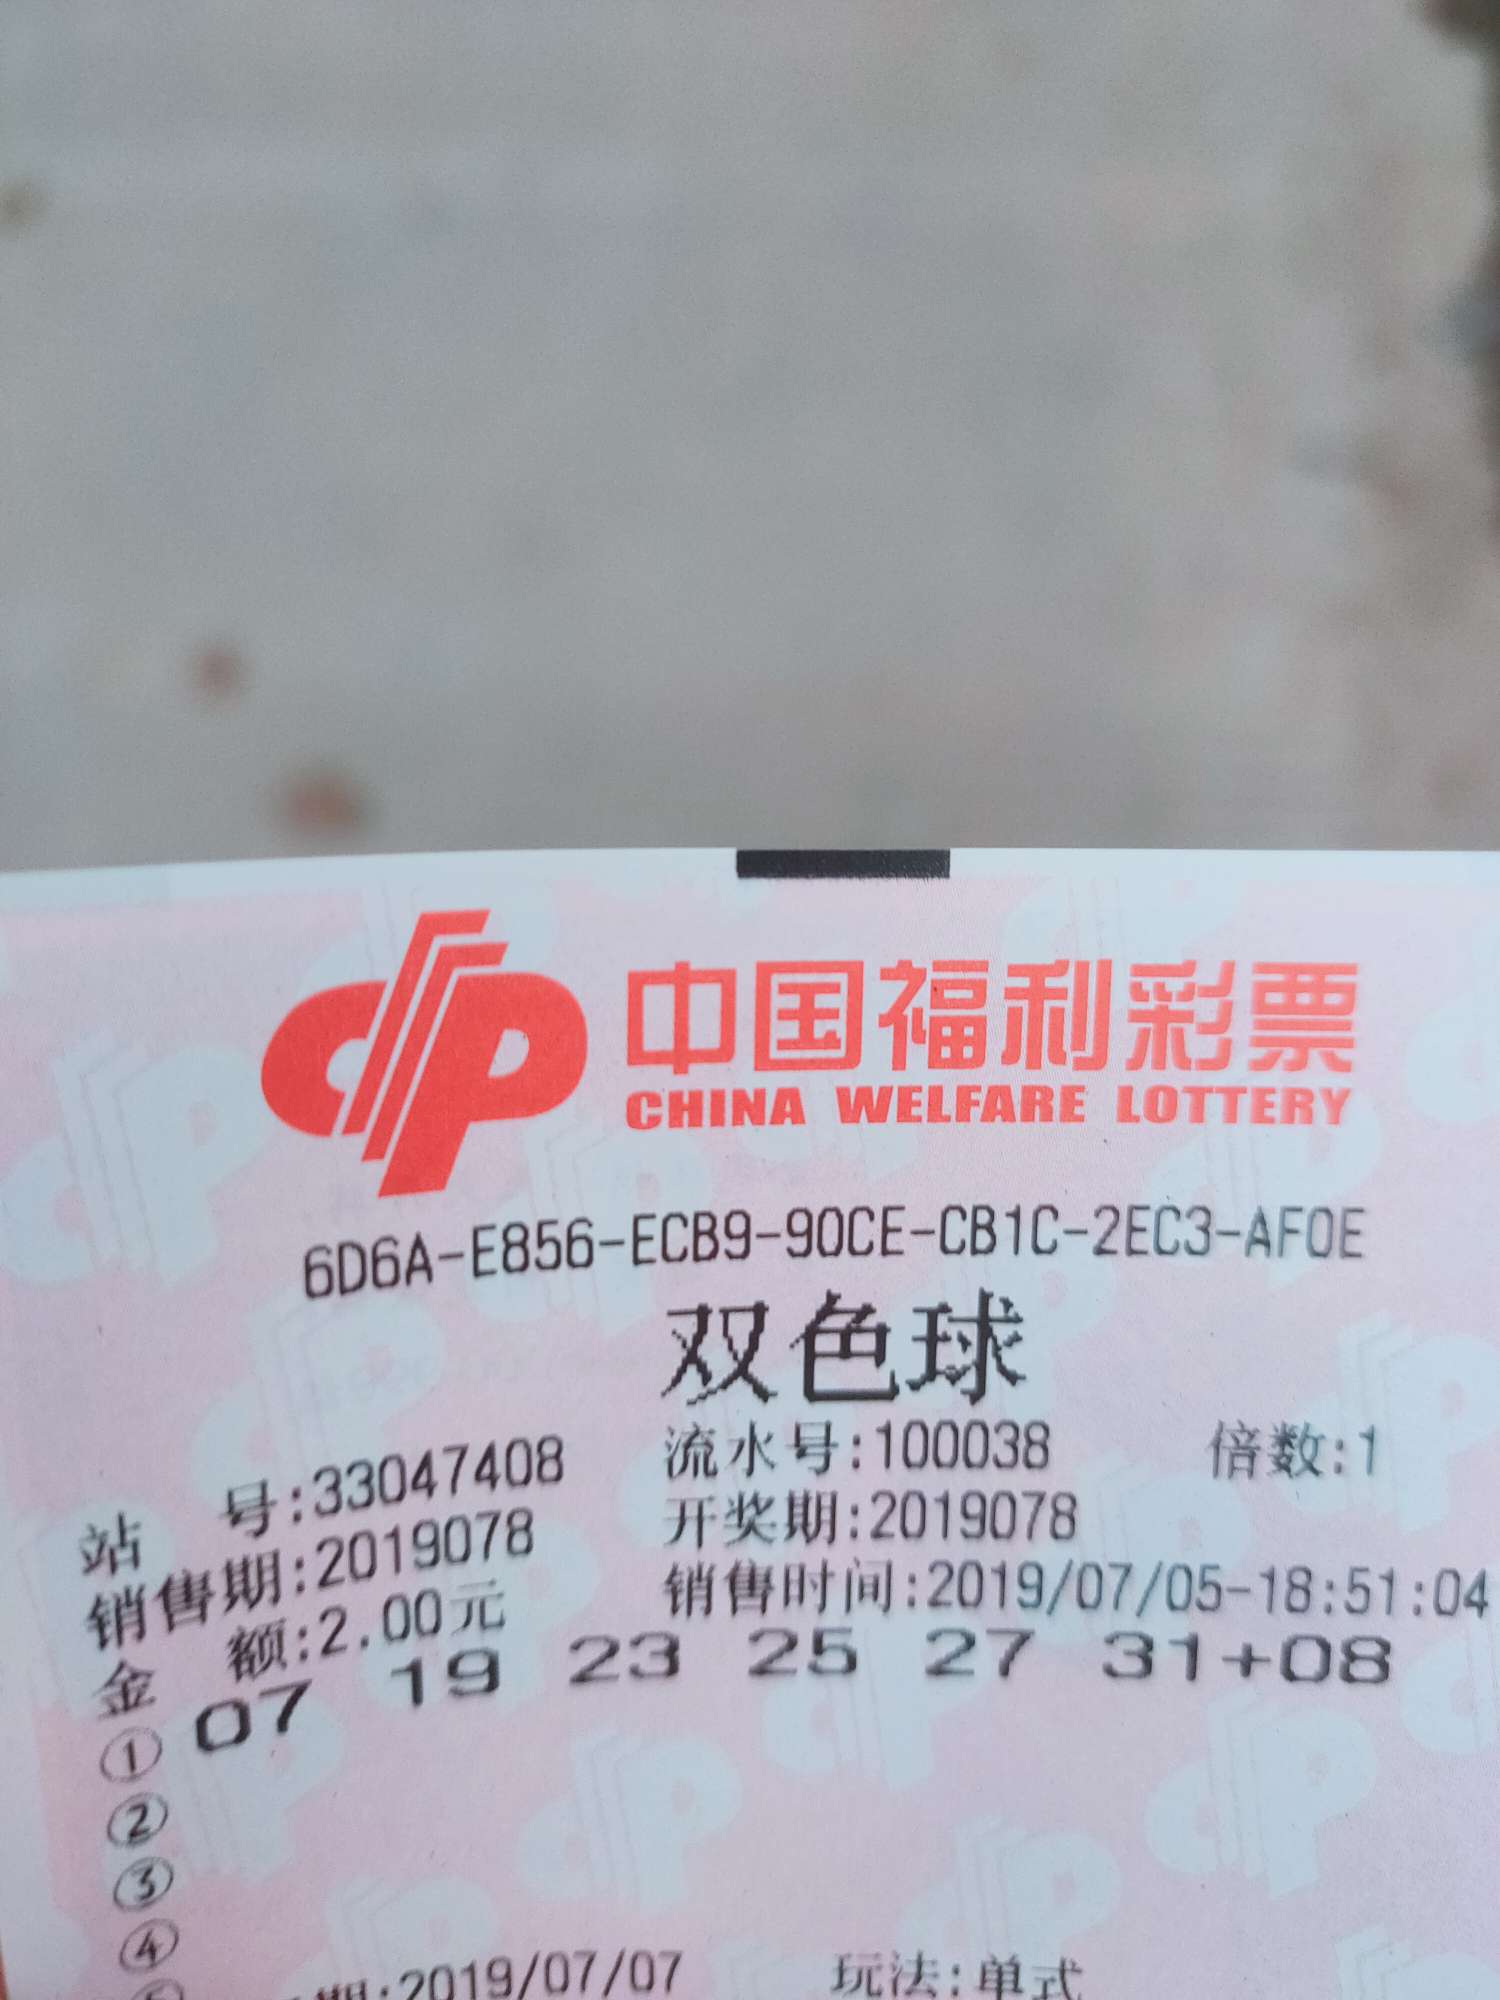 中国福利彩票
CHINA WELFARE LOTTERY
6D6A-E856-ECB9-90CE-CB1C-2EC3-AF0E
双色球
站 号:33047408 流水号:100038 倍数:1
销售期:2019078 开奖期:2019078
金 额:2.00元 销售时间:2019/07/05-18:51:04
① 07 19 23 25 27 31+08
②
③
④
期:2019/07/07 玩法:单式